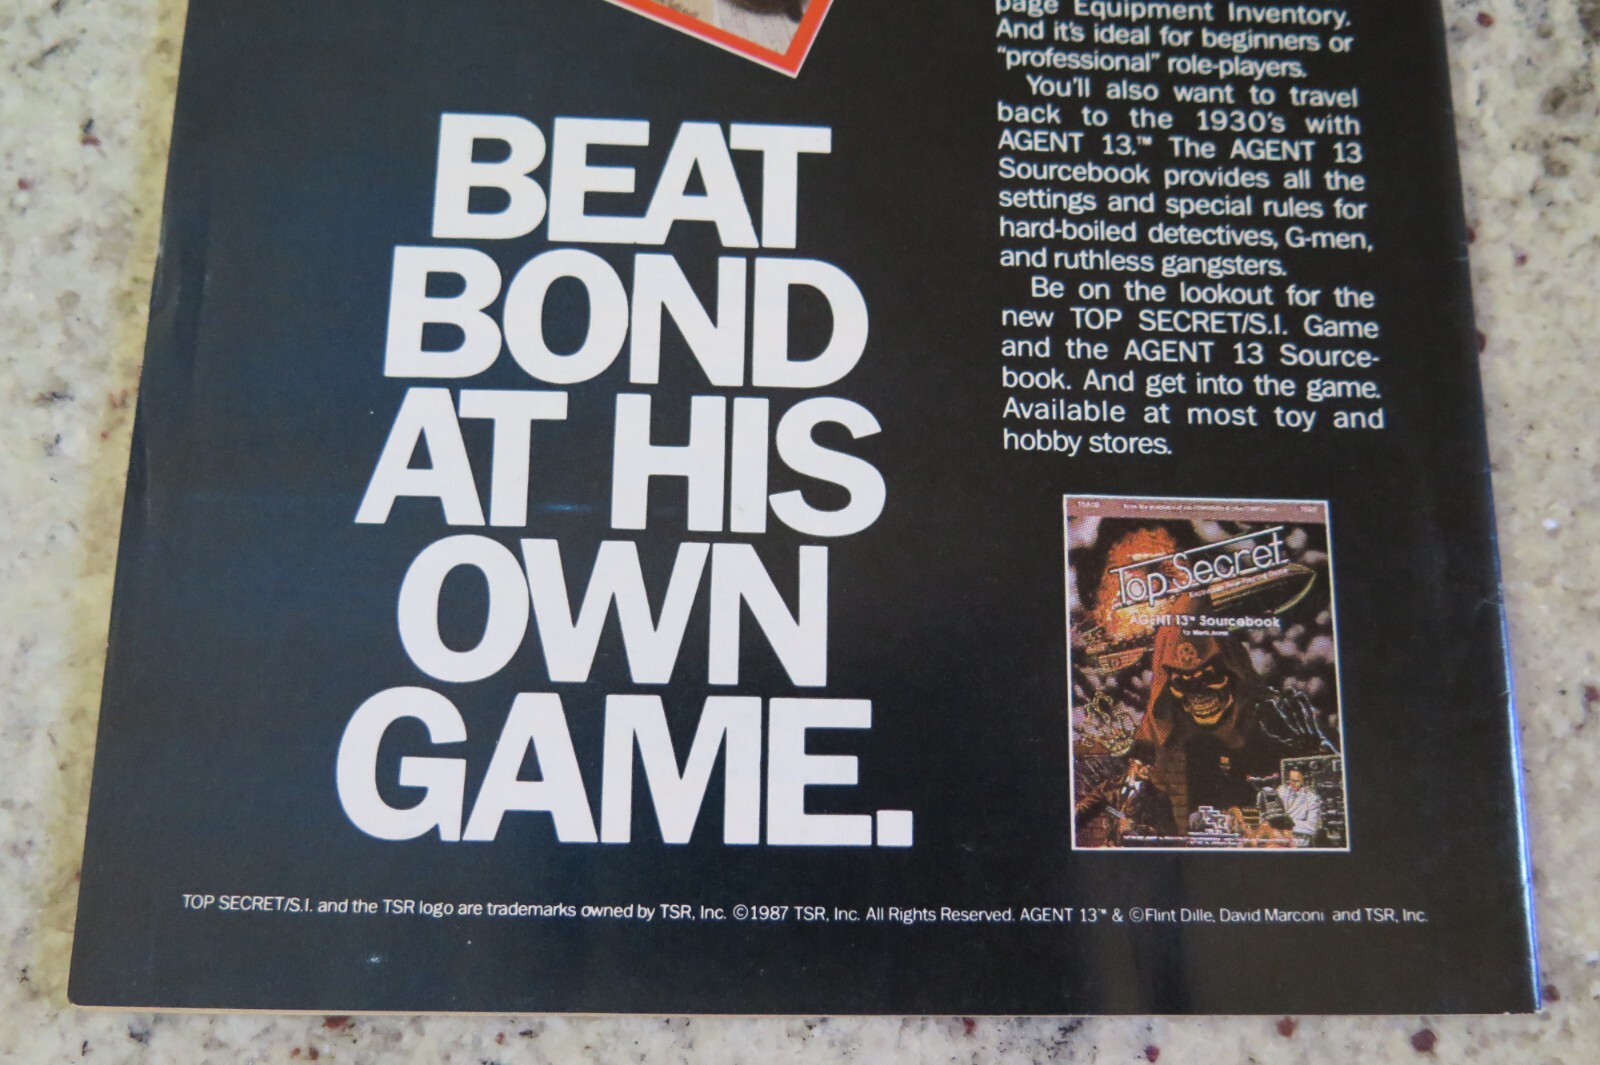 BEAT
BOND
AT HIS
OWN
GAME.
page Equipment Inventory.
And it's ideal for beginners or
"professional" role-players.
You'll also want to travel
back to the 1930's with
AGENT 13.™ The AGENT 13
Sourcebook provides all the
settings and special rules for
hard-boiled detectives, G-men,
and ruthless gangsters.
Be on the lookout for the
new TOP SECRET/S.I. Game
and the AGENT 13 Source-
book. And get into the game.
Available at most toy and
hobby stores.
Top Secret
AGENT 13™ Sourcebook
TSR
TOP SECRET/S.I. and the TSR logo are trademarks owned by TSR, Inc. ©1987 TSR, Inc. All Rights Reserved. AGENT 13™ & ©Flint Dille, David Marconi and TSR, Inc.